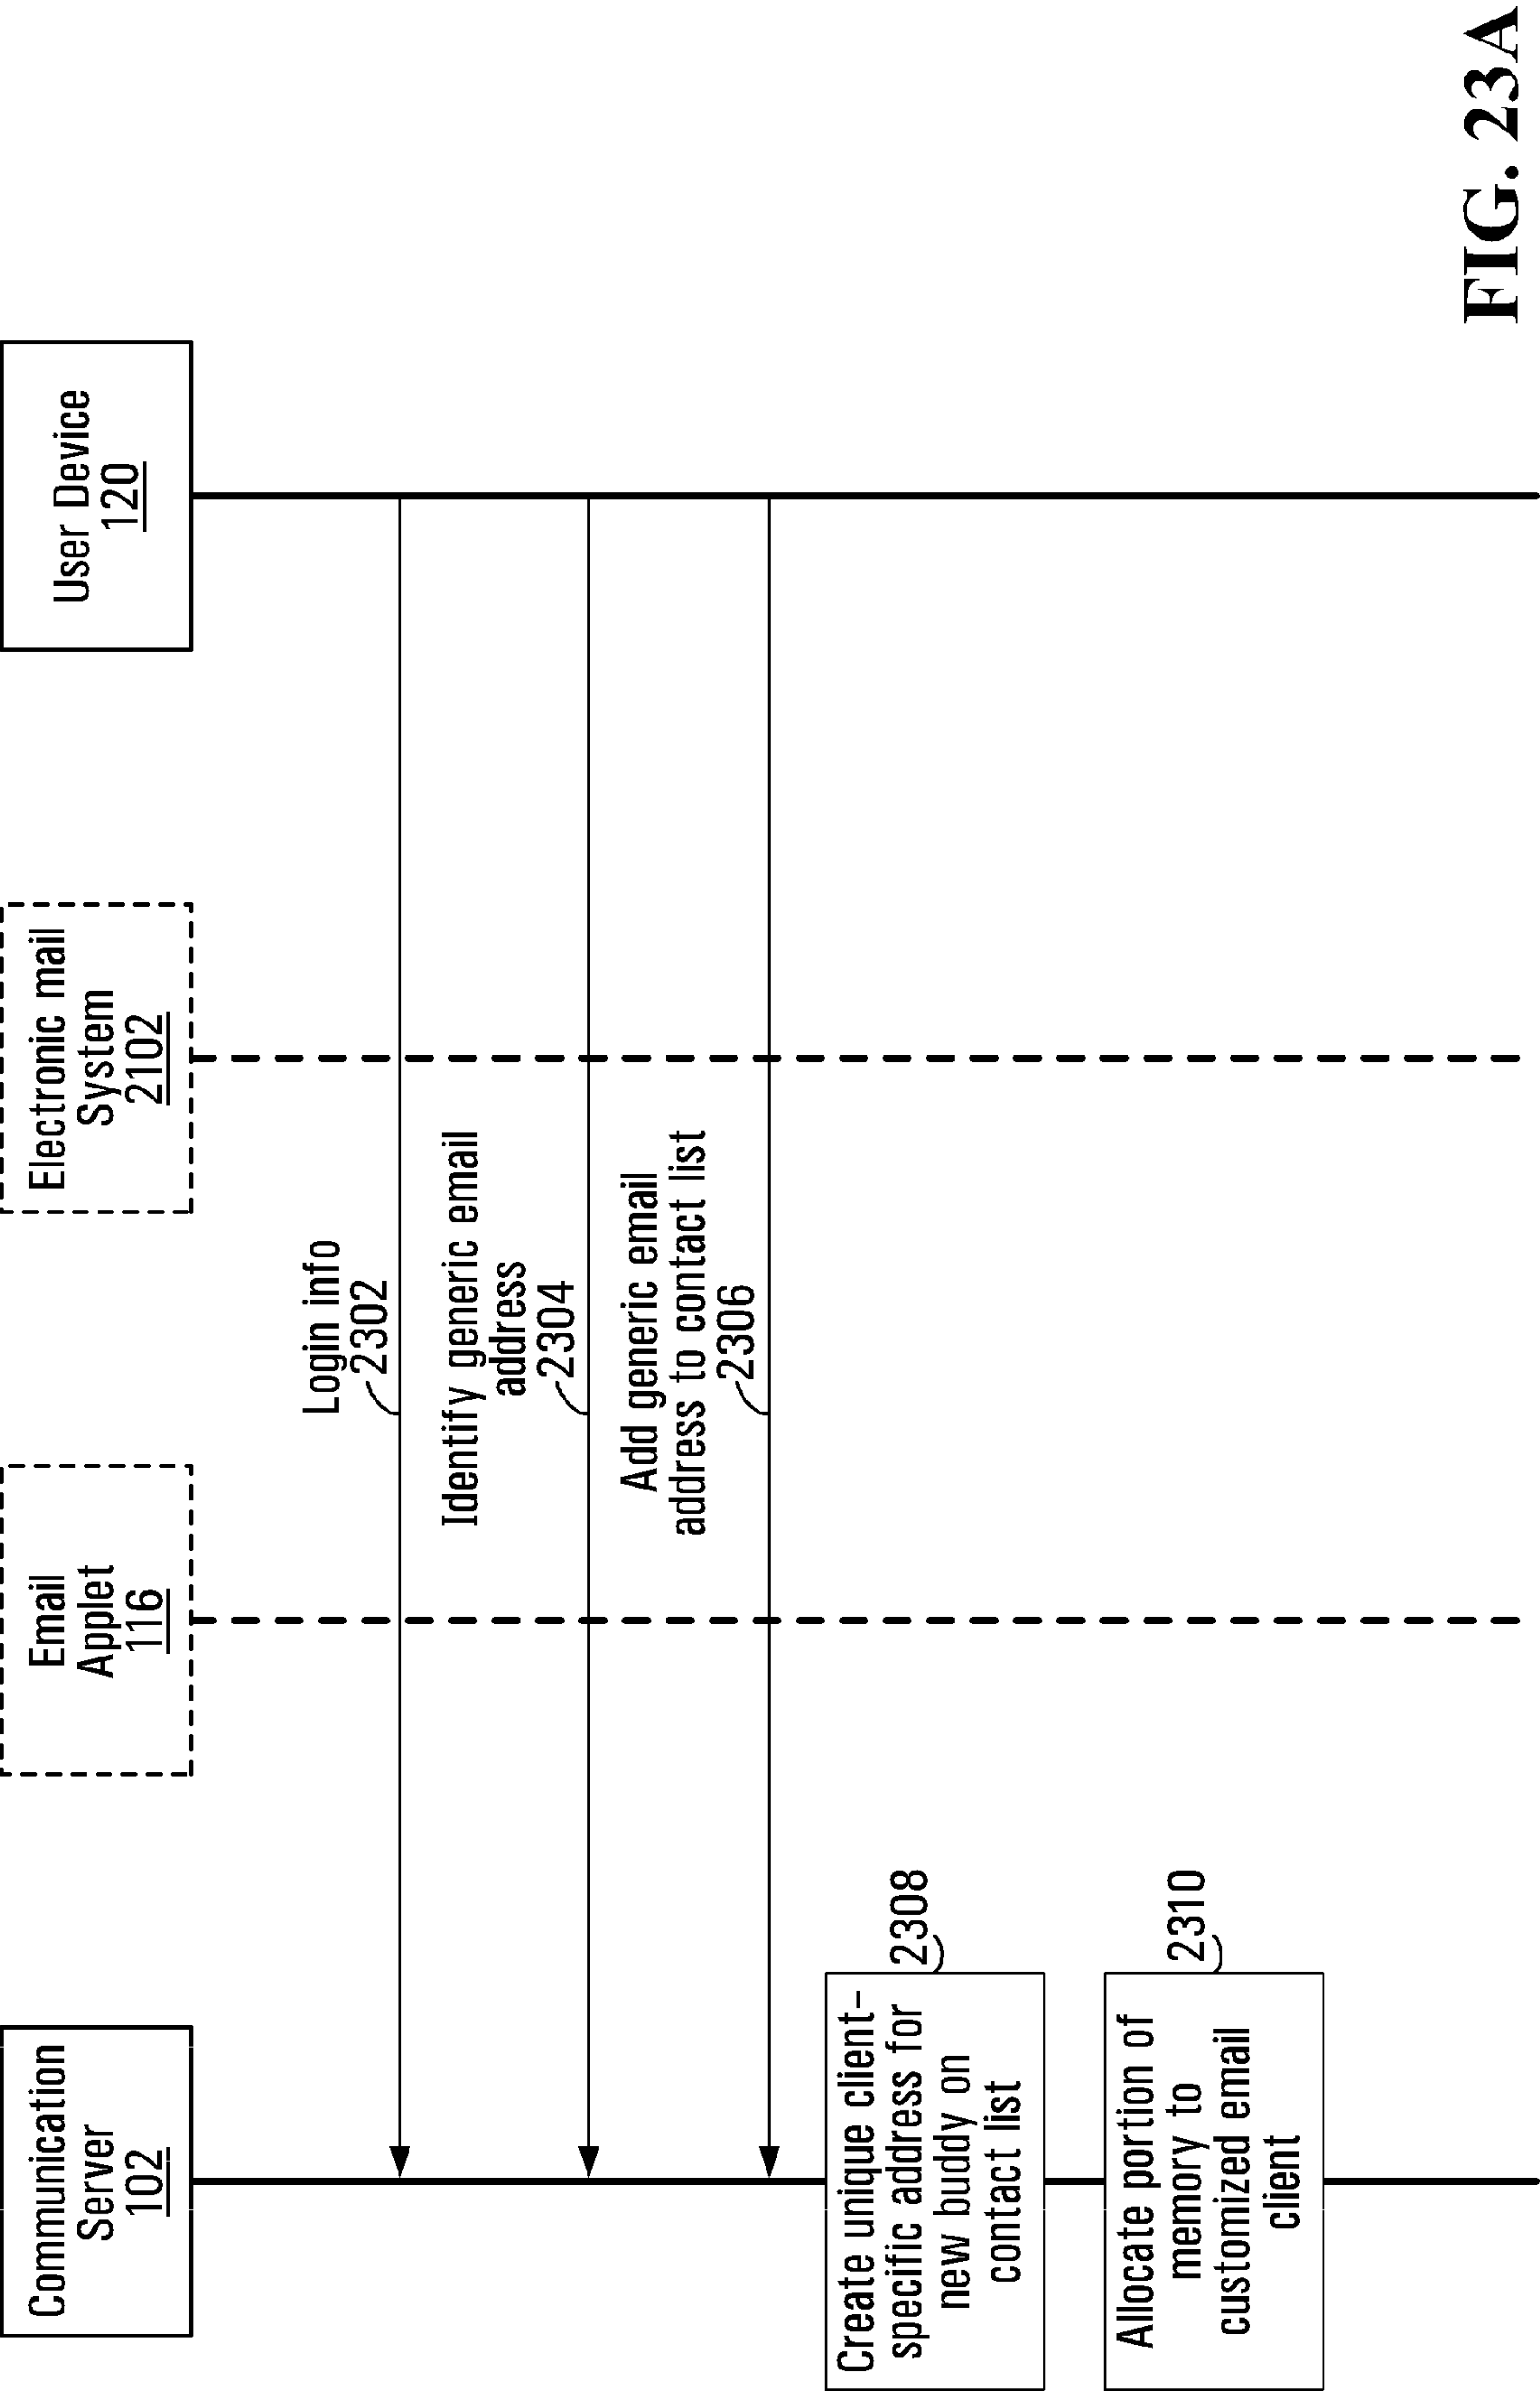 Communication
Server
102
Email
Applet
116
Electronic mail
System
2102
User Device
120
Login info
2302
Identify generic email
address
2304
Add generic email
address to contact list
2306
Create unique client-
specific address for
new buddy on
contact list
2308
Allocate portion of
memory to
customized email
client
2310
FIG. 23A